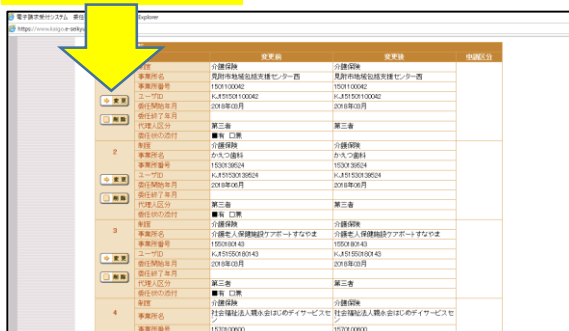 電子請求受付システム 委任
Explorer
https://www.kaigo.e-seikyu
変更前 変更後 申請区分
制度 介護保険 介護保険
事業所名 見附市地域包括支援センター西 見附市地域包括支援センター西
事業所番号 1501100042 1501100042
ユーザID KJ151501100042 KJ151501100042
変更 委任開始年月 2018年03月 2018年03月
削除 委任終了年月
代理人区分 第三者 第三者
委任状の添付 ■有 □無
2 制度 介護保険 介護保険
事業所名 かえつ歯科 かえつ歯科
事業所番号 1530139524 1530139524
ユーザID KJ151530139524 KJ151530139524
変更 委任開始年月 2018年06月 2018年06月
削除 委任終了年月
代理人区分 第三者 第三者
委任状の添付 ■有 □無
3 制度 介護保険 介護保険
事業所名 介護老人保健施設ケアポートすなやま 介護老人保健施設ケアポートすなやま
事業所番号 1550180143 1550180143
ユーザID KJ151550180143 KJ151550180143
変更 委任開始年月 2018年03月 2018年03月
削除 委任終了年月
代理人区分 第三者 第三者
委任状の添付 ■有 □無
4 制度 介護保険 介護保険
事業所名 社会福祉法人親永会はじめデイサービスセン 社会福祉法人親永会はじめデイサービスセン
事業所番号 1570100600 1570100600